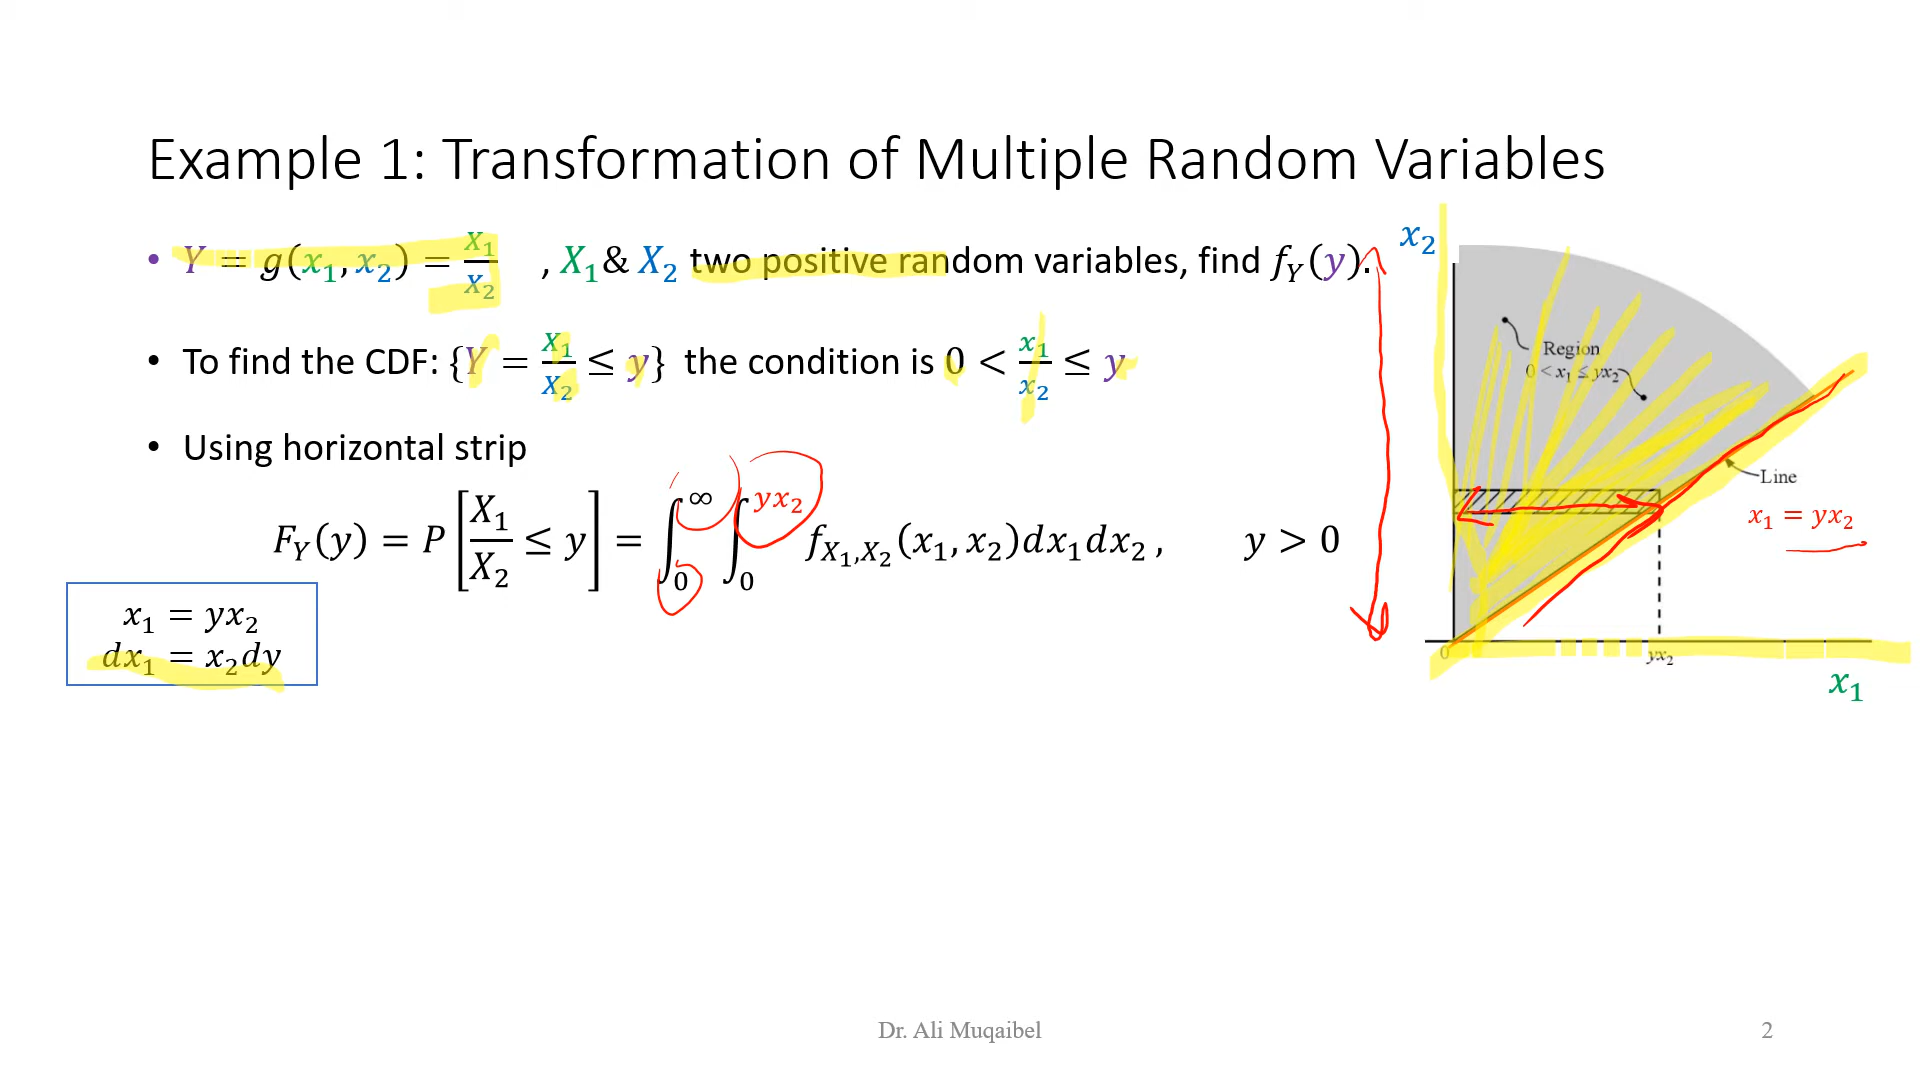 Example 1: Transformation of Multiple Random Variables
• Y = g(x₁, x₂) = X₁/X₂ , X₁ & X₂ two positive random variables, find f_Y(y).
• To find the CDF: {Y = X₁/X₂ ≤ y} the condition is 0 < x₁/x₂ ≤ y
• Using horizontal strip
F_Y(y) = P[X₁/X₂ ≤ y] = ∫₀^∞ ∫₀^{yx₂} f_{X₁,X₂}(x₁, x₂)dx₁dx₂ , y > 0
x₁ = yx₂
dx₁ = x₂dy
x₂
Region
0 < x₁ ≤ yx₂
Line
x₁ = yx₂
0
yx₂
x₁
Dr. Ali Muqaibel
2